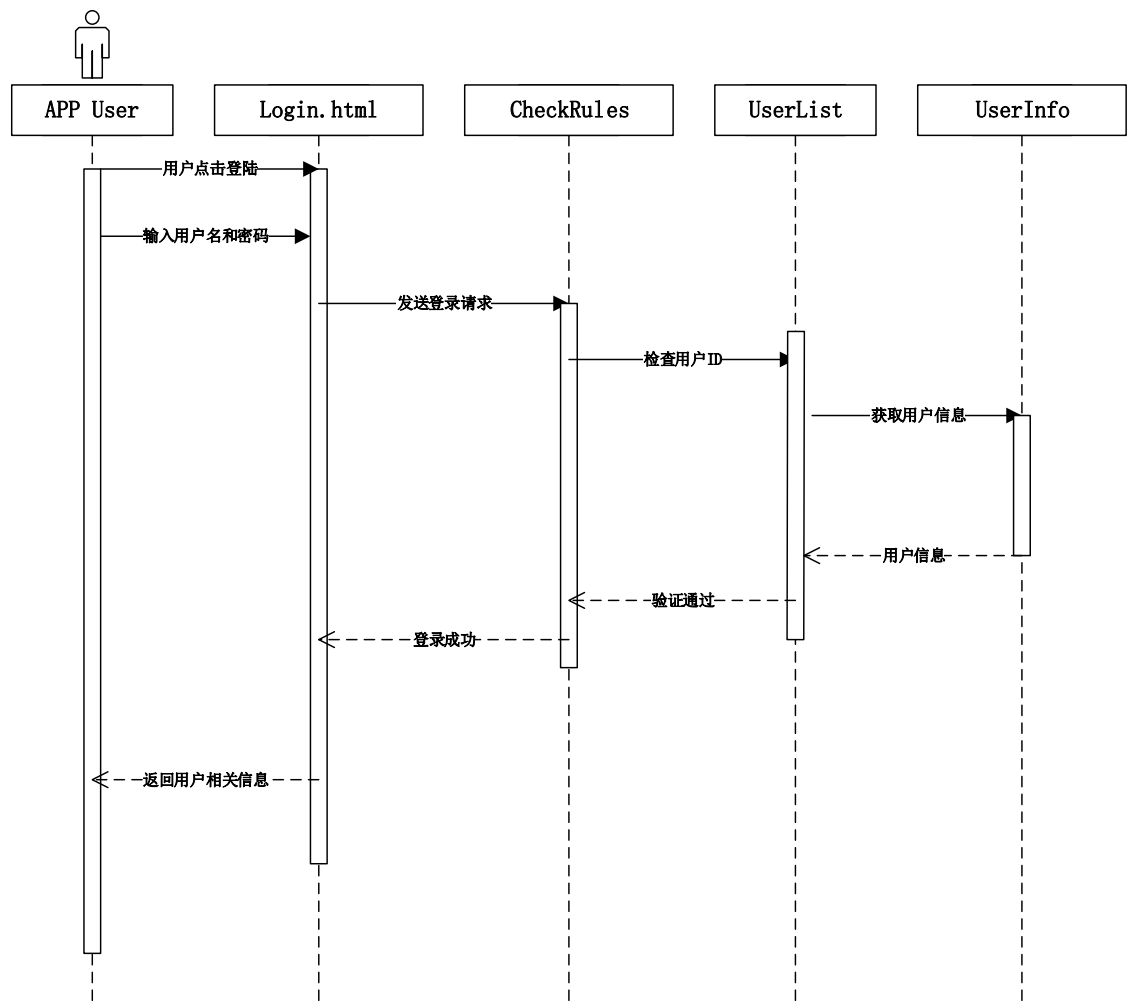 APP User
Login.html
CheckRules
UserList
UserInfo
用户点击登陆
输入用户名和密码
发送登录请求
检查用户ID
获取用户信息
用户信息
验证通过
登录成功
返回用户相关信息